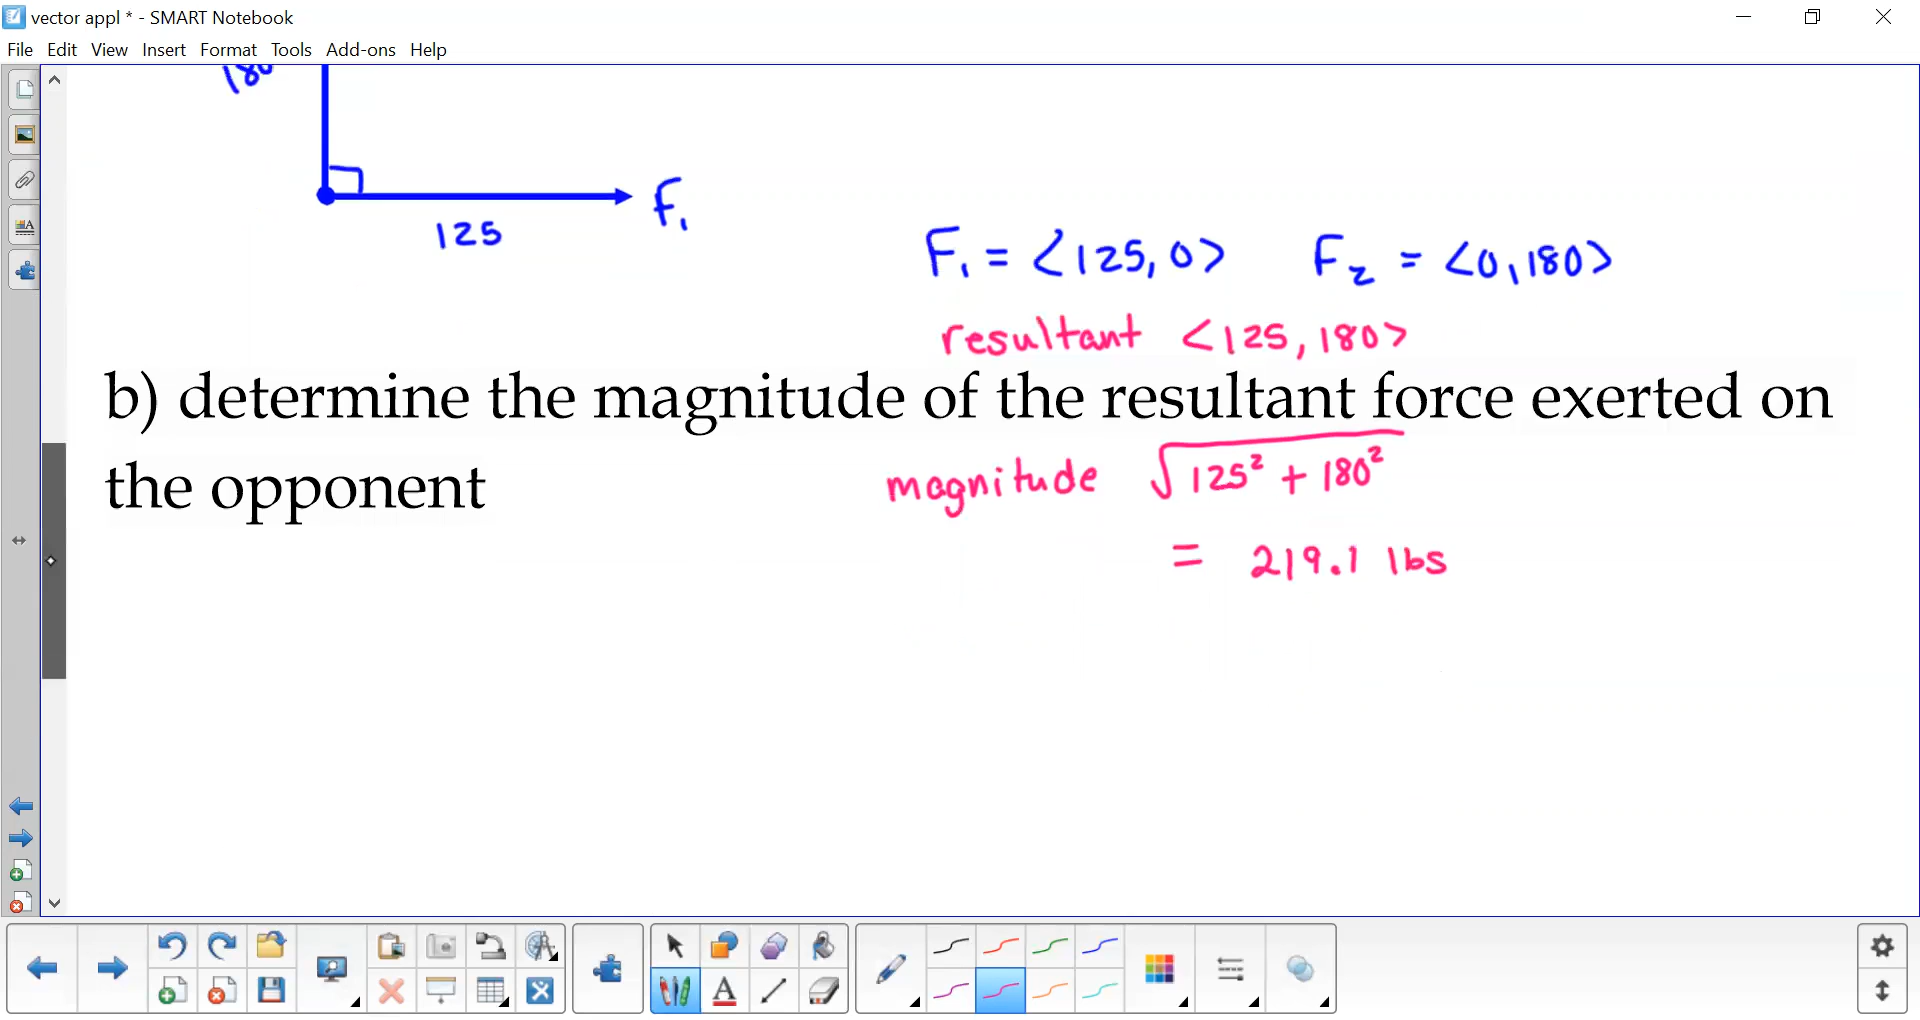 vector appl * - SMART Notebook
File Edit View Insert Format Tools Add-ons Help
180
F₁
125
F₁ = <125, 0> F₂ = <0, 180>
resultant <125, 180>
b) determine the magnitude of the resultant force exerted on
the opponent
magnitude √125² + 180²
= 219.1 lbs